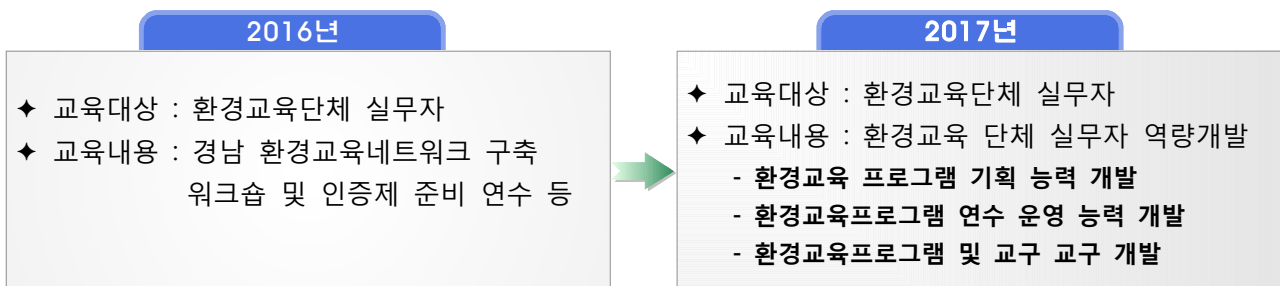 2016년
✦ 교육대상 : 환경교육단체 실무자
✦ 교육내용 : 경남 환경교육네트워크 구축
워크숍 및 인증제 준비 연수 등
2017년
✦ 교육대상 : 환경교육단체 실무자
✦ 교육내용 : 환경교육 단체 실무자 역량개발
- 환경교육 프로그램 기획 능력 개발
- 환경교육프로그램 연수 운영 능력 개발
- 환경교육프로그램 및 교구 교구 개발